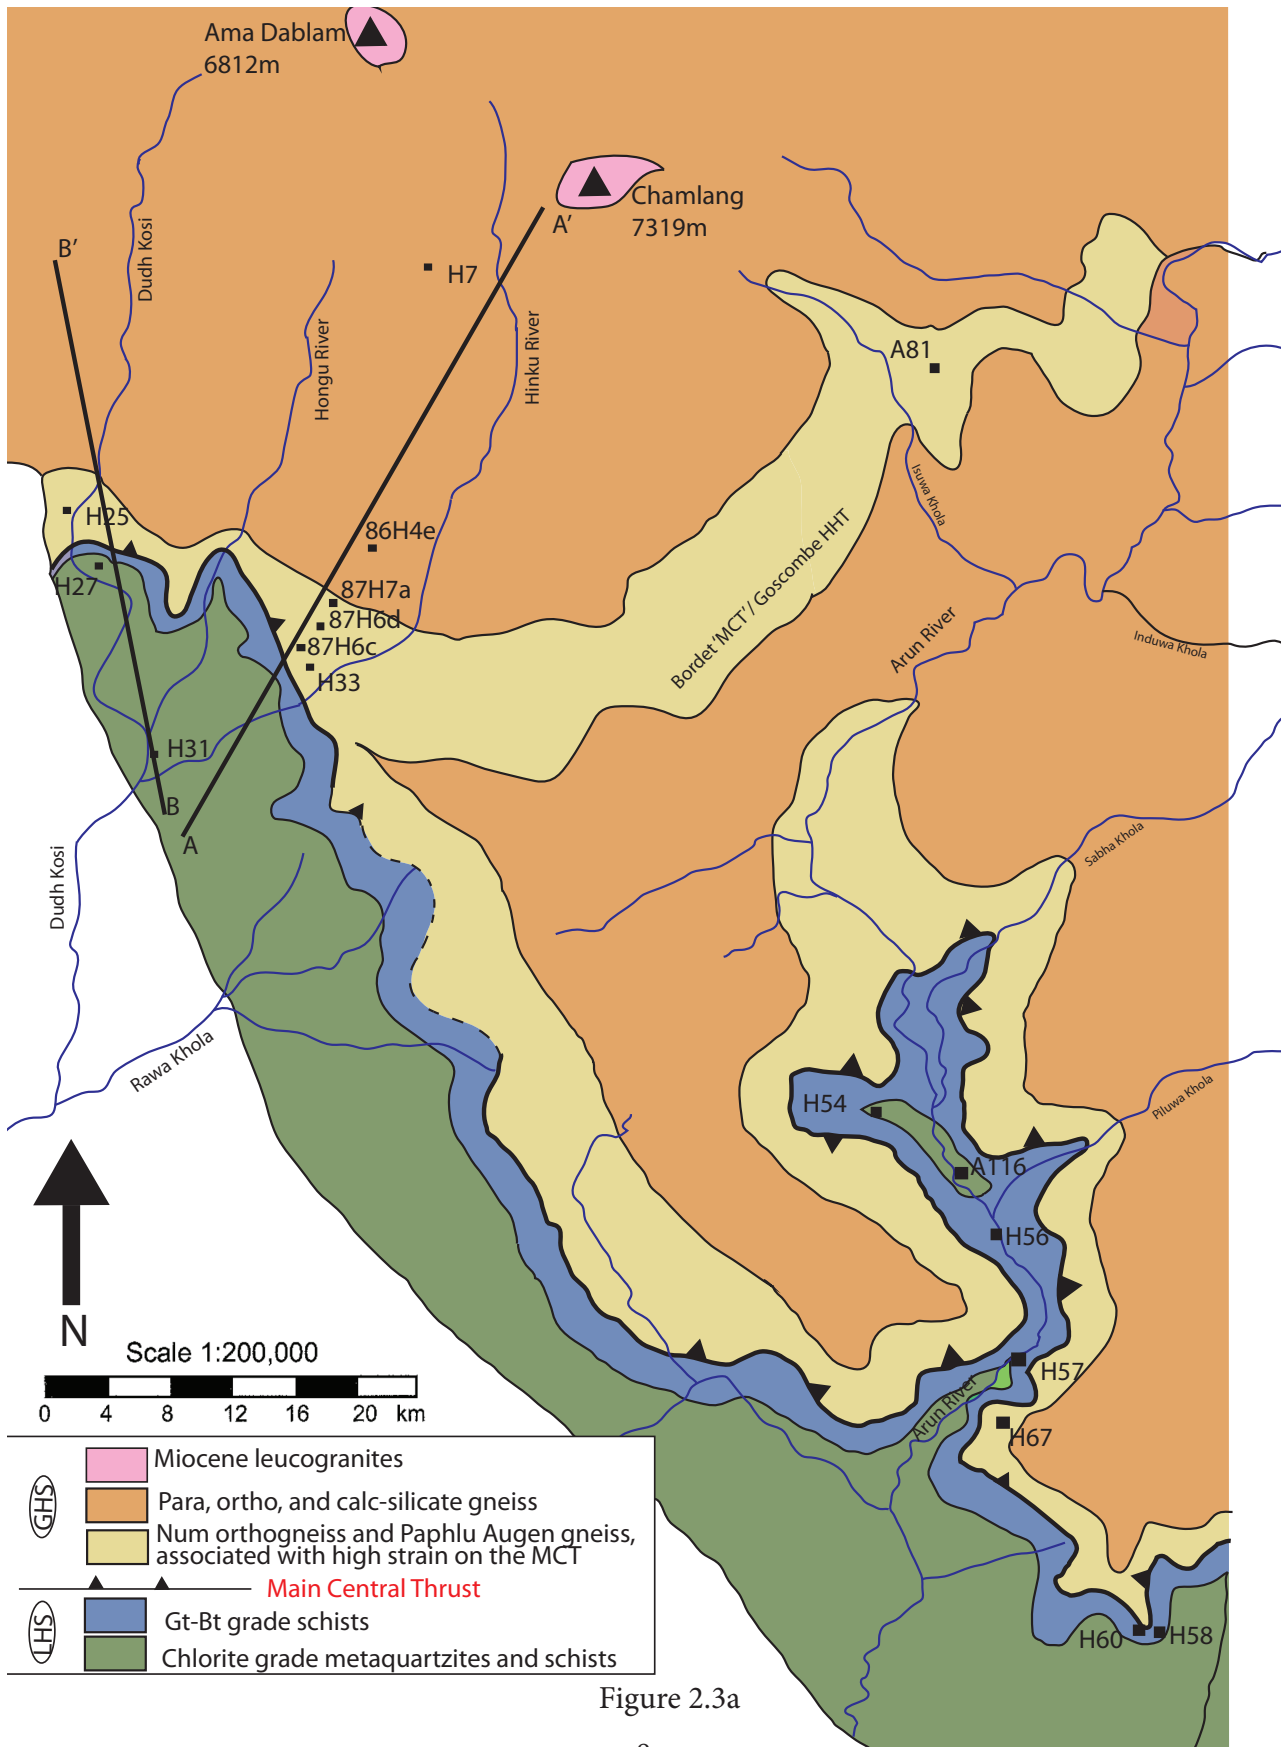 Ama Dablam
6812m
Chamlang
7319m
A'
B'
Dudh Kosi
H7
Hongu River
Hinku River
A81
Isuwa Khola
H25
86H4e
Bordet 'MCT'/ Goscombe HHT
H27
87H7a
87H6d
87H6c
H33
Arun River
Induwa Khola
H31
B
A
Dudh Kosi
Sabha Khola
Rawa Khola
H54
Piluwa Khola
A116
H56
N
H57
Arun River
H67
H60
H58
Scale 1:200,000
0 4 8 12 16 20 km
GHS
Miocene leucogranites
Para, ortho, and calc-silicate gneiss
Num orthogneiss and Paphlu Augen gneiss,
associated with high strain on the MCT
Main Central Thrust
LHS
Gt-Bt grade schists
Chlorite grade metaquartzites and schists
Figure 2.3a